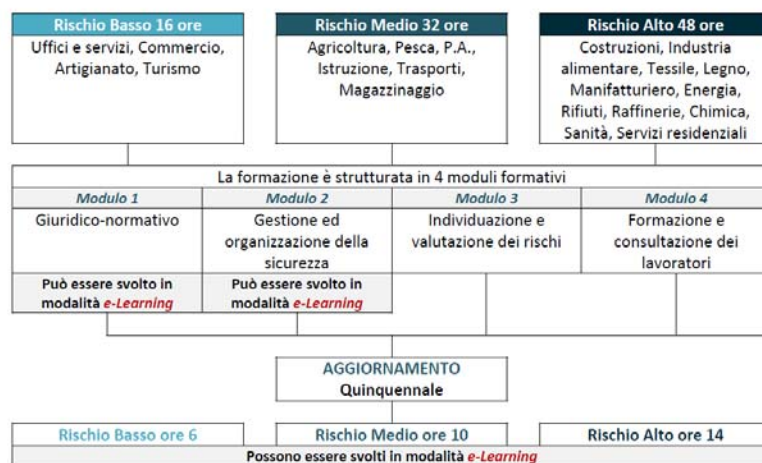 Rischio Basso 16 ore
Uffici e servizi, Commercio,
Artigianato, Turismo
Rischio Medio 32 ore
Agricoltura, Pesca, P.A.,
Istruzione, Trasporti,
Magazzinaggio
Rischio Alto 48 ore
Costruzioni, Industria
alimentare, Tessile, Legno,
Manifatturiero, Energia,
Rifiuti, Raffinerie, Chimica,
Sanità, Servizi residenziali
La formazione è strutturata in 4 moduli formativi
Modulo 1
Giuridico-normativo
Può essere svolto in
modalità e-Learning
Modulo 2
Gestione ed
organizzazione della
sicurezza
Può essere svolto in
modalità e-Learning
Modulo 3
Individuazione e
valutazione dei rischi
Modulo 4
Formazione e
consultazione dei
lavoratori
AGGIORNAMENTO
Quinquennale
Rischio Basso ore 6
Rischio Medio ore 10
Rischio Alto ore 14
Possono essere svolti in modalità e-Learning